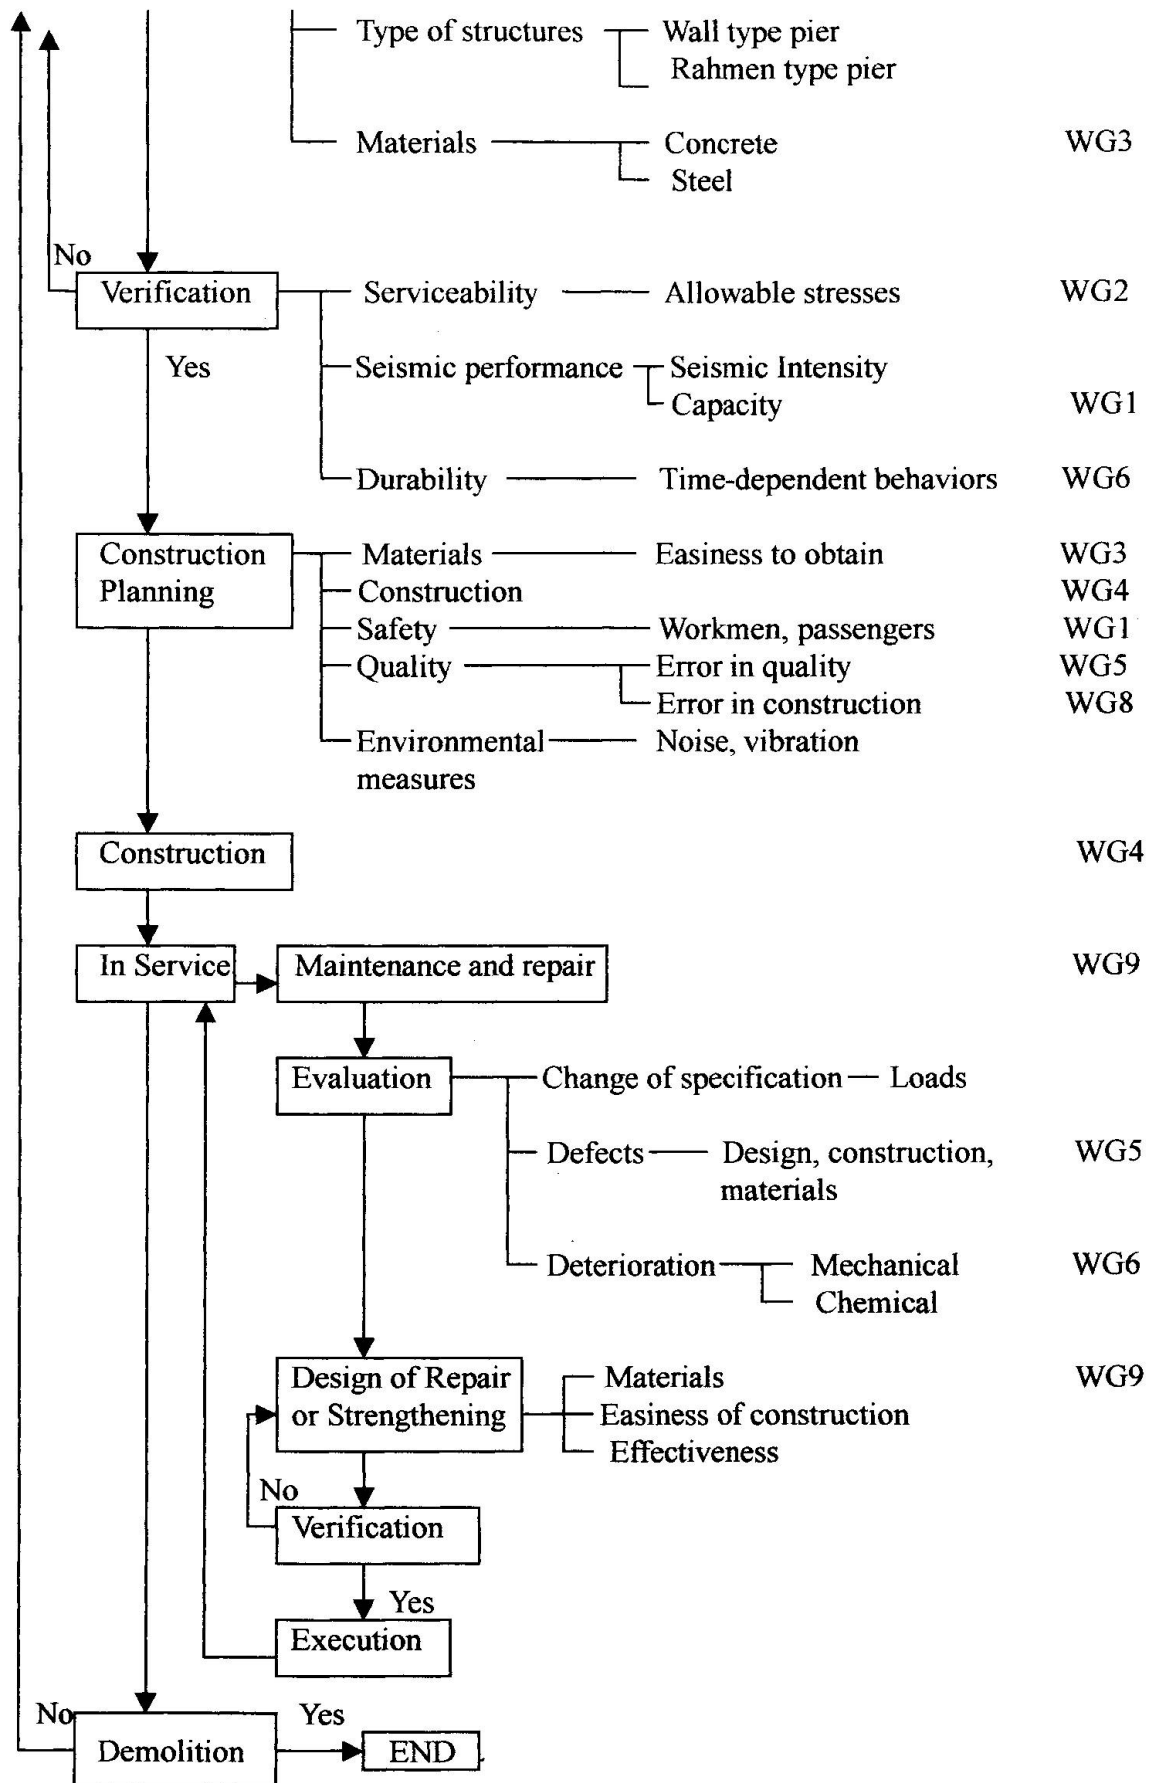 Type of structures Wall type pier
Rahmen type pier
Materials Concrete WG3
Steel
No
Verification Serviceability Allowable stresses WG2
Yes Seismic performance Seismic Intensity
Capacity WG1
Durability Time-dependent behaviors WG6
Construction Materials Easiness to obtain WG3
Planning Construction WG4
Safety Workmen, passengers WG1
Quality Error in quality WG5
Error in construction WG8
Environmental Noise, vibration
measures
Construction WG4
In Service Maintenance and repair WG9
Evaluation Change of specification Loads
Defects Design, construction, WG5
materials
Deterioration Mechanical WG6
Chemical
Design of Repair Materials WG9
or Strengthening Easiness of construction
Effectiveness
No
Verification
Yes
Execution
No Yes
Demolition END